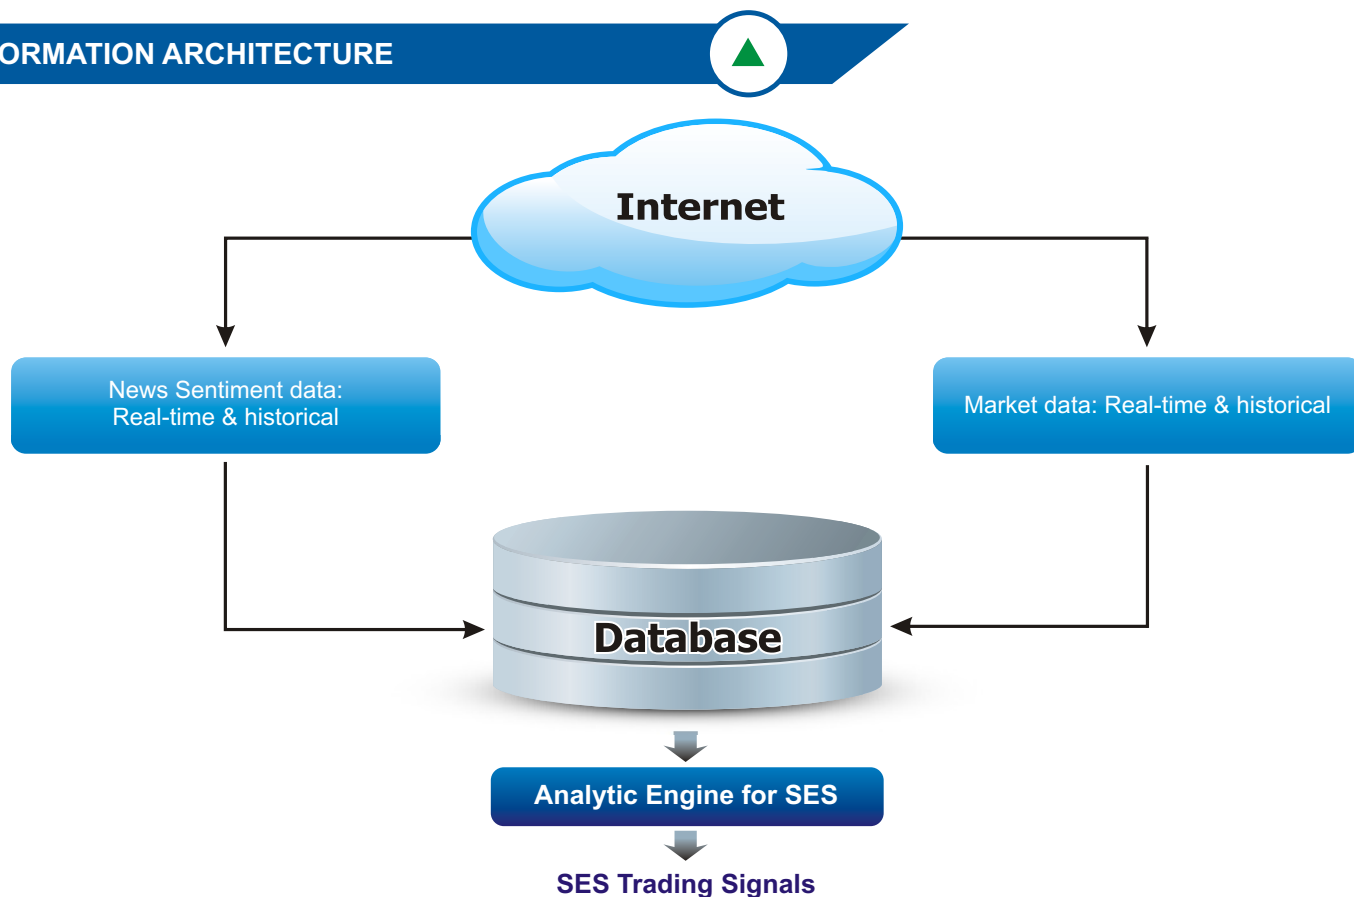 ORMATION ARCHITECTURE
Internet
News Sentiment data:
Real-time & historical
Market data: Real-time & historical
Database
Analytic Engine for SES
SES Trading Signals